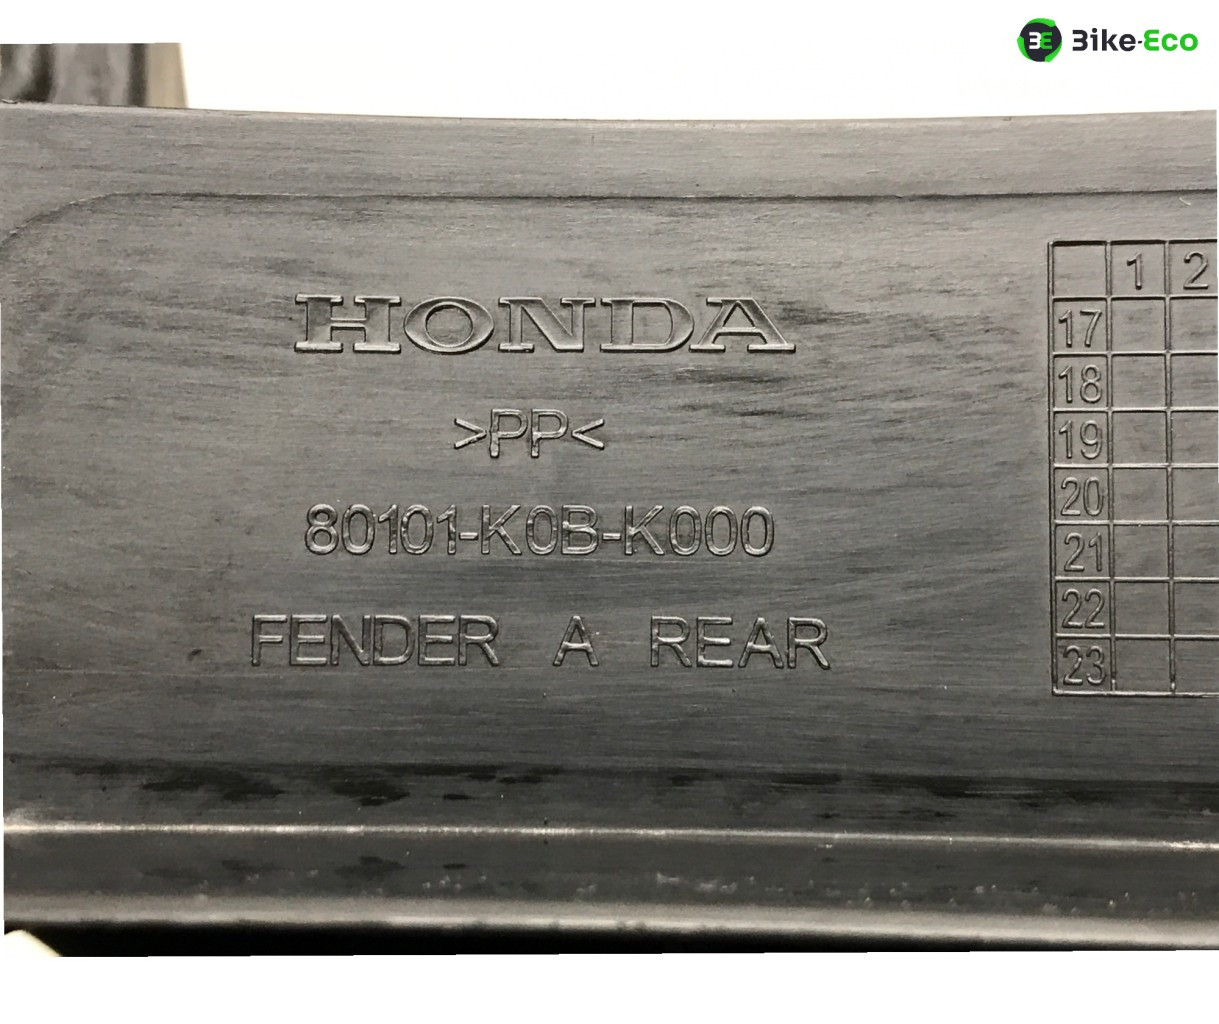 Bike-Eco
HONDA
>PP<
80101-K0B-K000
FENDER A REAR
1 2
17
18
19
20
21
22
23